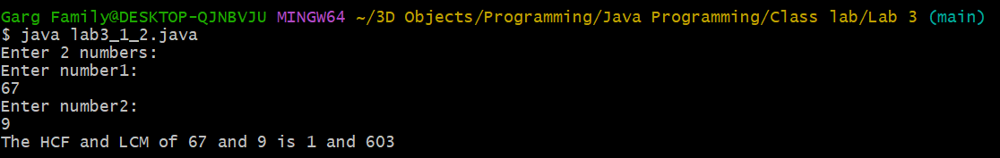 Garg Family@DESKTOP-QJNBVJU MINGW64 ~/3D Objects/Programming/Java Programming/Class lab/Lab 3 (main)
$ java lab3_1_2.java
Enter 2 numbers:
Enter number1:
67
Enter number2:
9
The HCF and LCM of 67 and 9 is 1 and 603